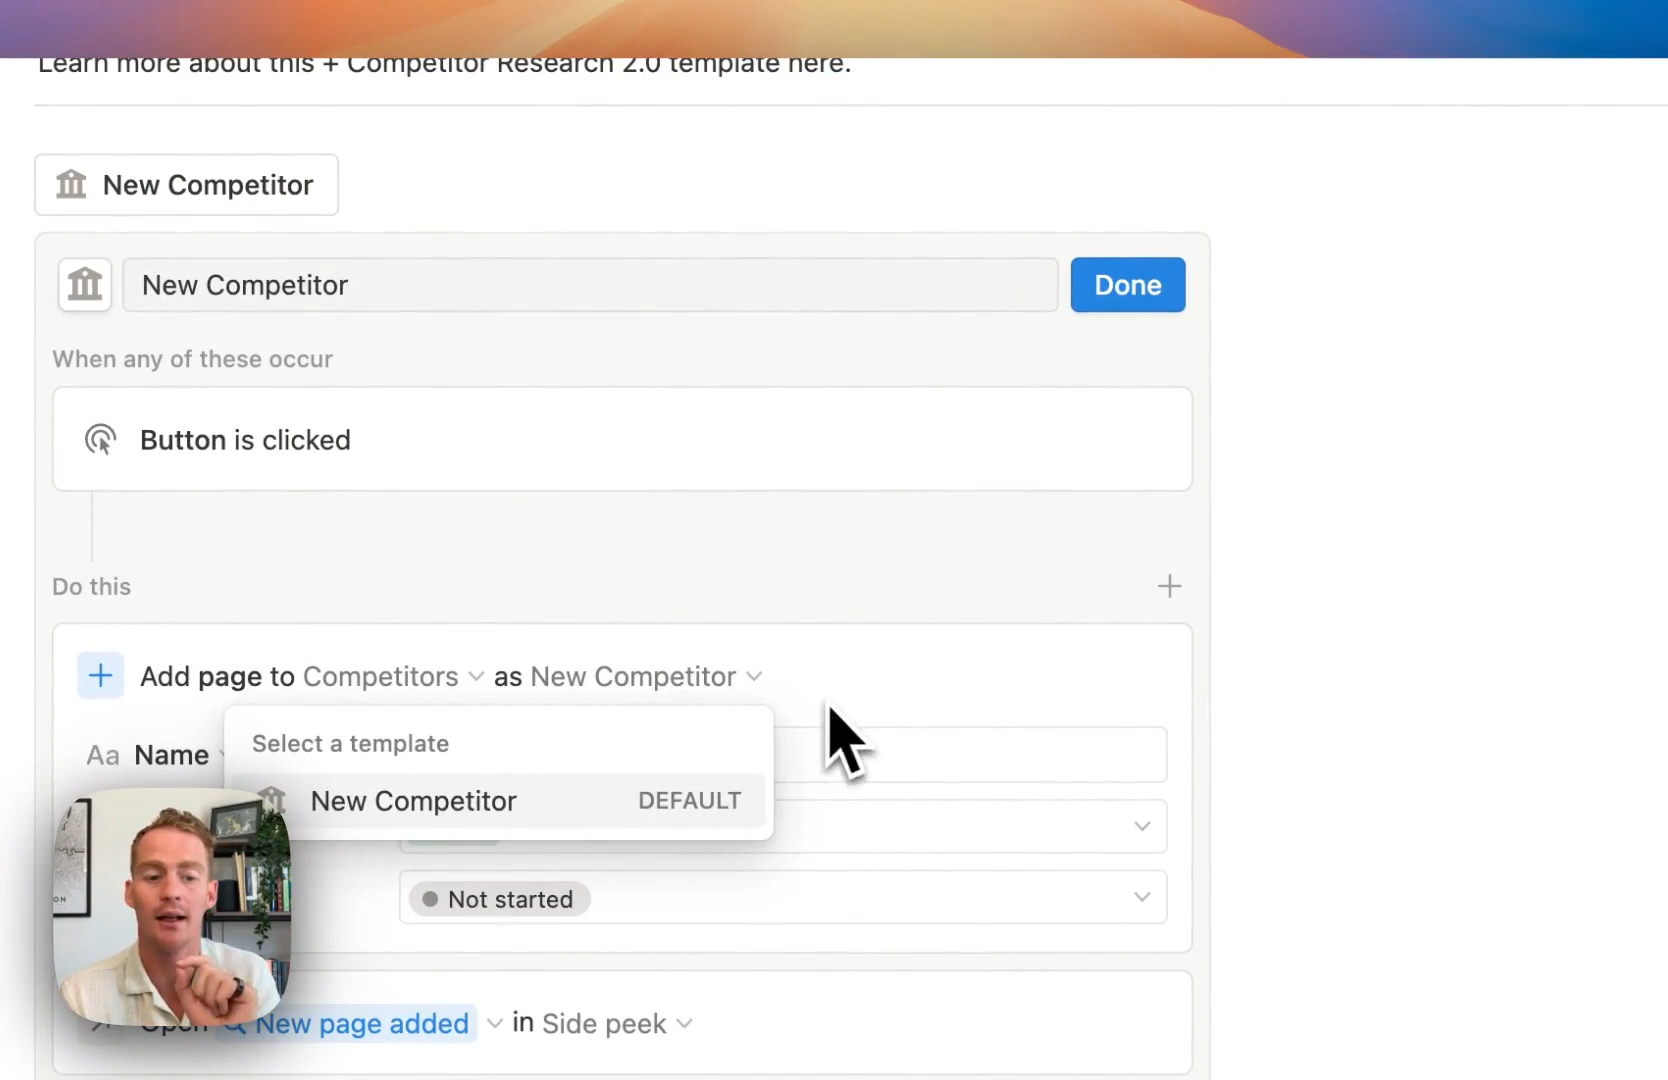 Learn more about this + Competitor Research 2.0 template here.
New Competitor
New Competitor
Done
When any of these occur
Button is clicked
Do this
Add page to Competitors as New Competitor
Aa Name
Select a template
New Competitor DEFAULT
Not started
Open New page added in Side peek